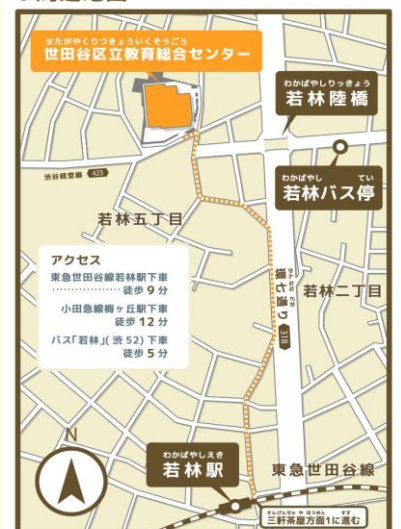 せたがやくりつきょういくそうごう
世田谷区立教育総合センター
わかばやしりっきょう
若林陸橋
渋谷経堂線 423
わかばやし てい
若林バス停
若林五丁目
環七通り 318
若林二丁目
アクセス
東急世田谷線若林駅下車
徒歩 9 分
小田急線梅ヶ丘駅下車
徒歩 12 分
バス「若林」(渋 52) 下車
徒歩 5 分
N
わかばやしえき
若林駅
東急世田谷線
さんげんぢゃ や ほうめん すす
三軒茶屋方面1に進む